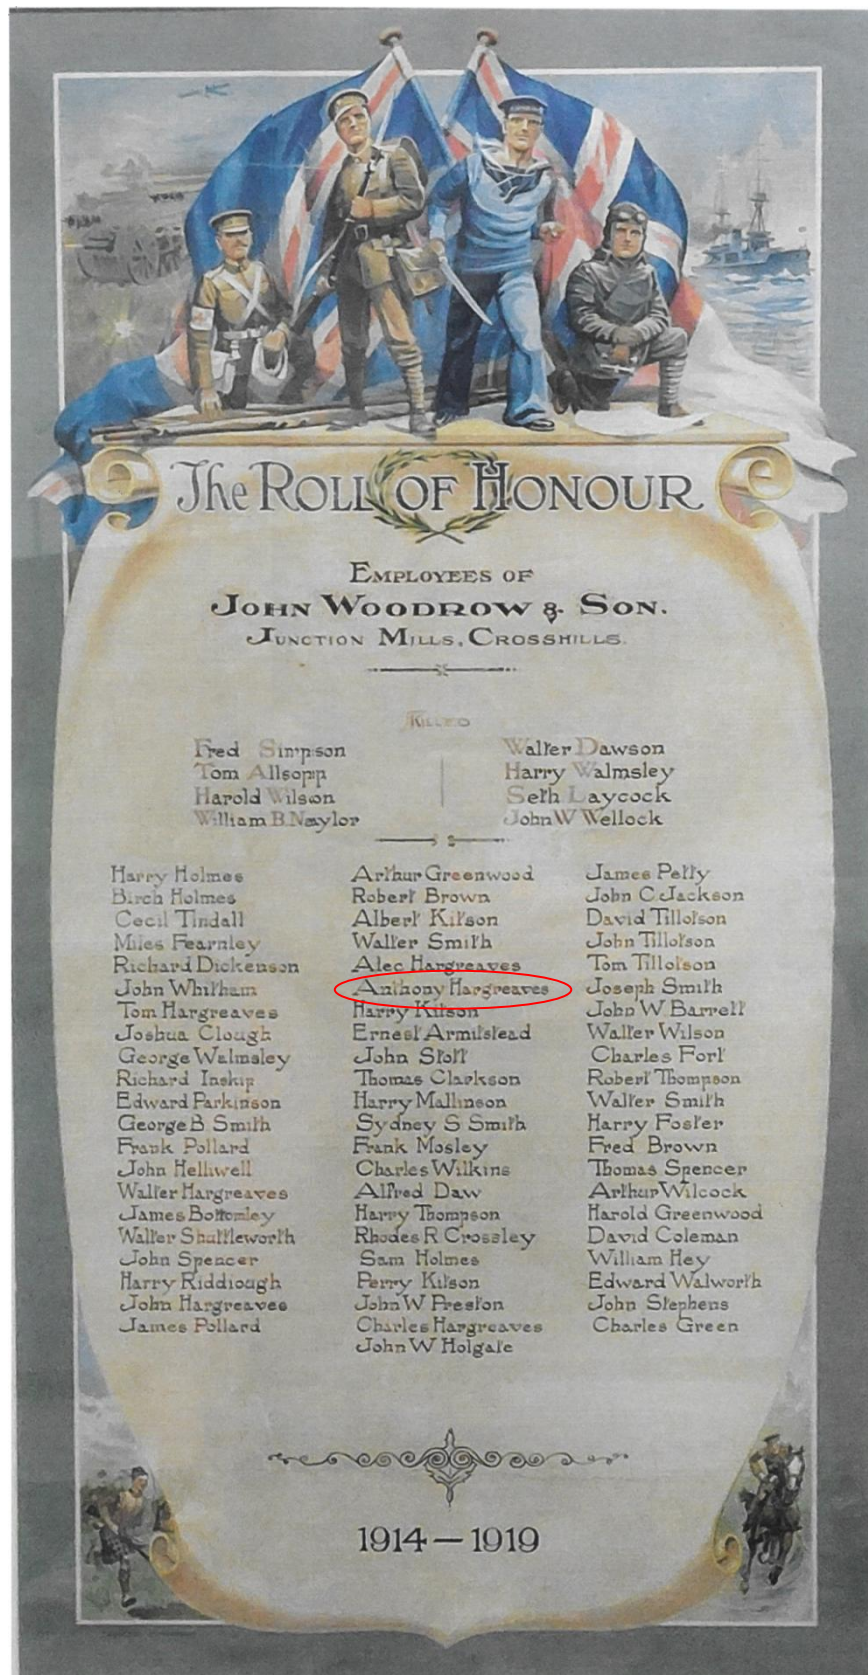 The ROLL OF HONOUR
EMPLOYEES OF
JOHN WOODROW & SON.
JUNCTION MILLS, CROSSHILLS.
KILLED
Fred Simpson
Tom Allsopp
Harold Wilson
William B. Naylor
Walter Dawson
Harry Walmsley
Seth Laycock
John W Wellock
Harry Holmes
Birch Holmes
Cecil Tindall
Miles Fearnley
Richard Dickenson
John Whitham
Tom Hargreaves
Joshua Clough
George Walmsley
Richard Inskip
Edward Parkinson
George B Smith
Frank Pollard
John Helliwell
Walter Hargreaves
James Bottomley
Walter Shuttleworth
John Spencer
Harry Riddiough
John Hargreaves
James Pollard
Arthur Greenwood
Robert Brown
Albert Kitson
Walter Smith
Alec Hargreaves
Anthony Hargreaves
Harry Kitson
Ernest Armitstead
John Stott
Thomas Clarkson
Harry Mallinson
Sydney S Smith
Frank Mosley
Charles Wilkins
Alfred Daw
Harry Thompson
Rhodes R Crossley
Sam Holmes
Perry Kitson
John W Preston
Charles Hargreaves
John W Holgate
James Petty
John C Jackson
David Tillotson
John Tillotson
Tom Tillotson
Joseph Smith
John W Barrett
Walter Wilson
Charles Fort
Robert Thompson
Walter Smith
Harry Foster
Fred Brown
Thomas Spencer
Arthur Wilcock
Harold Greenwood
David Coleman
William Hey
Edward Walworth
John Stephens
Charles Green
1914 — 1919